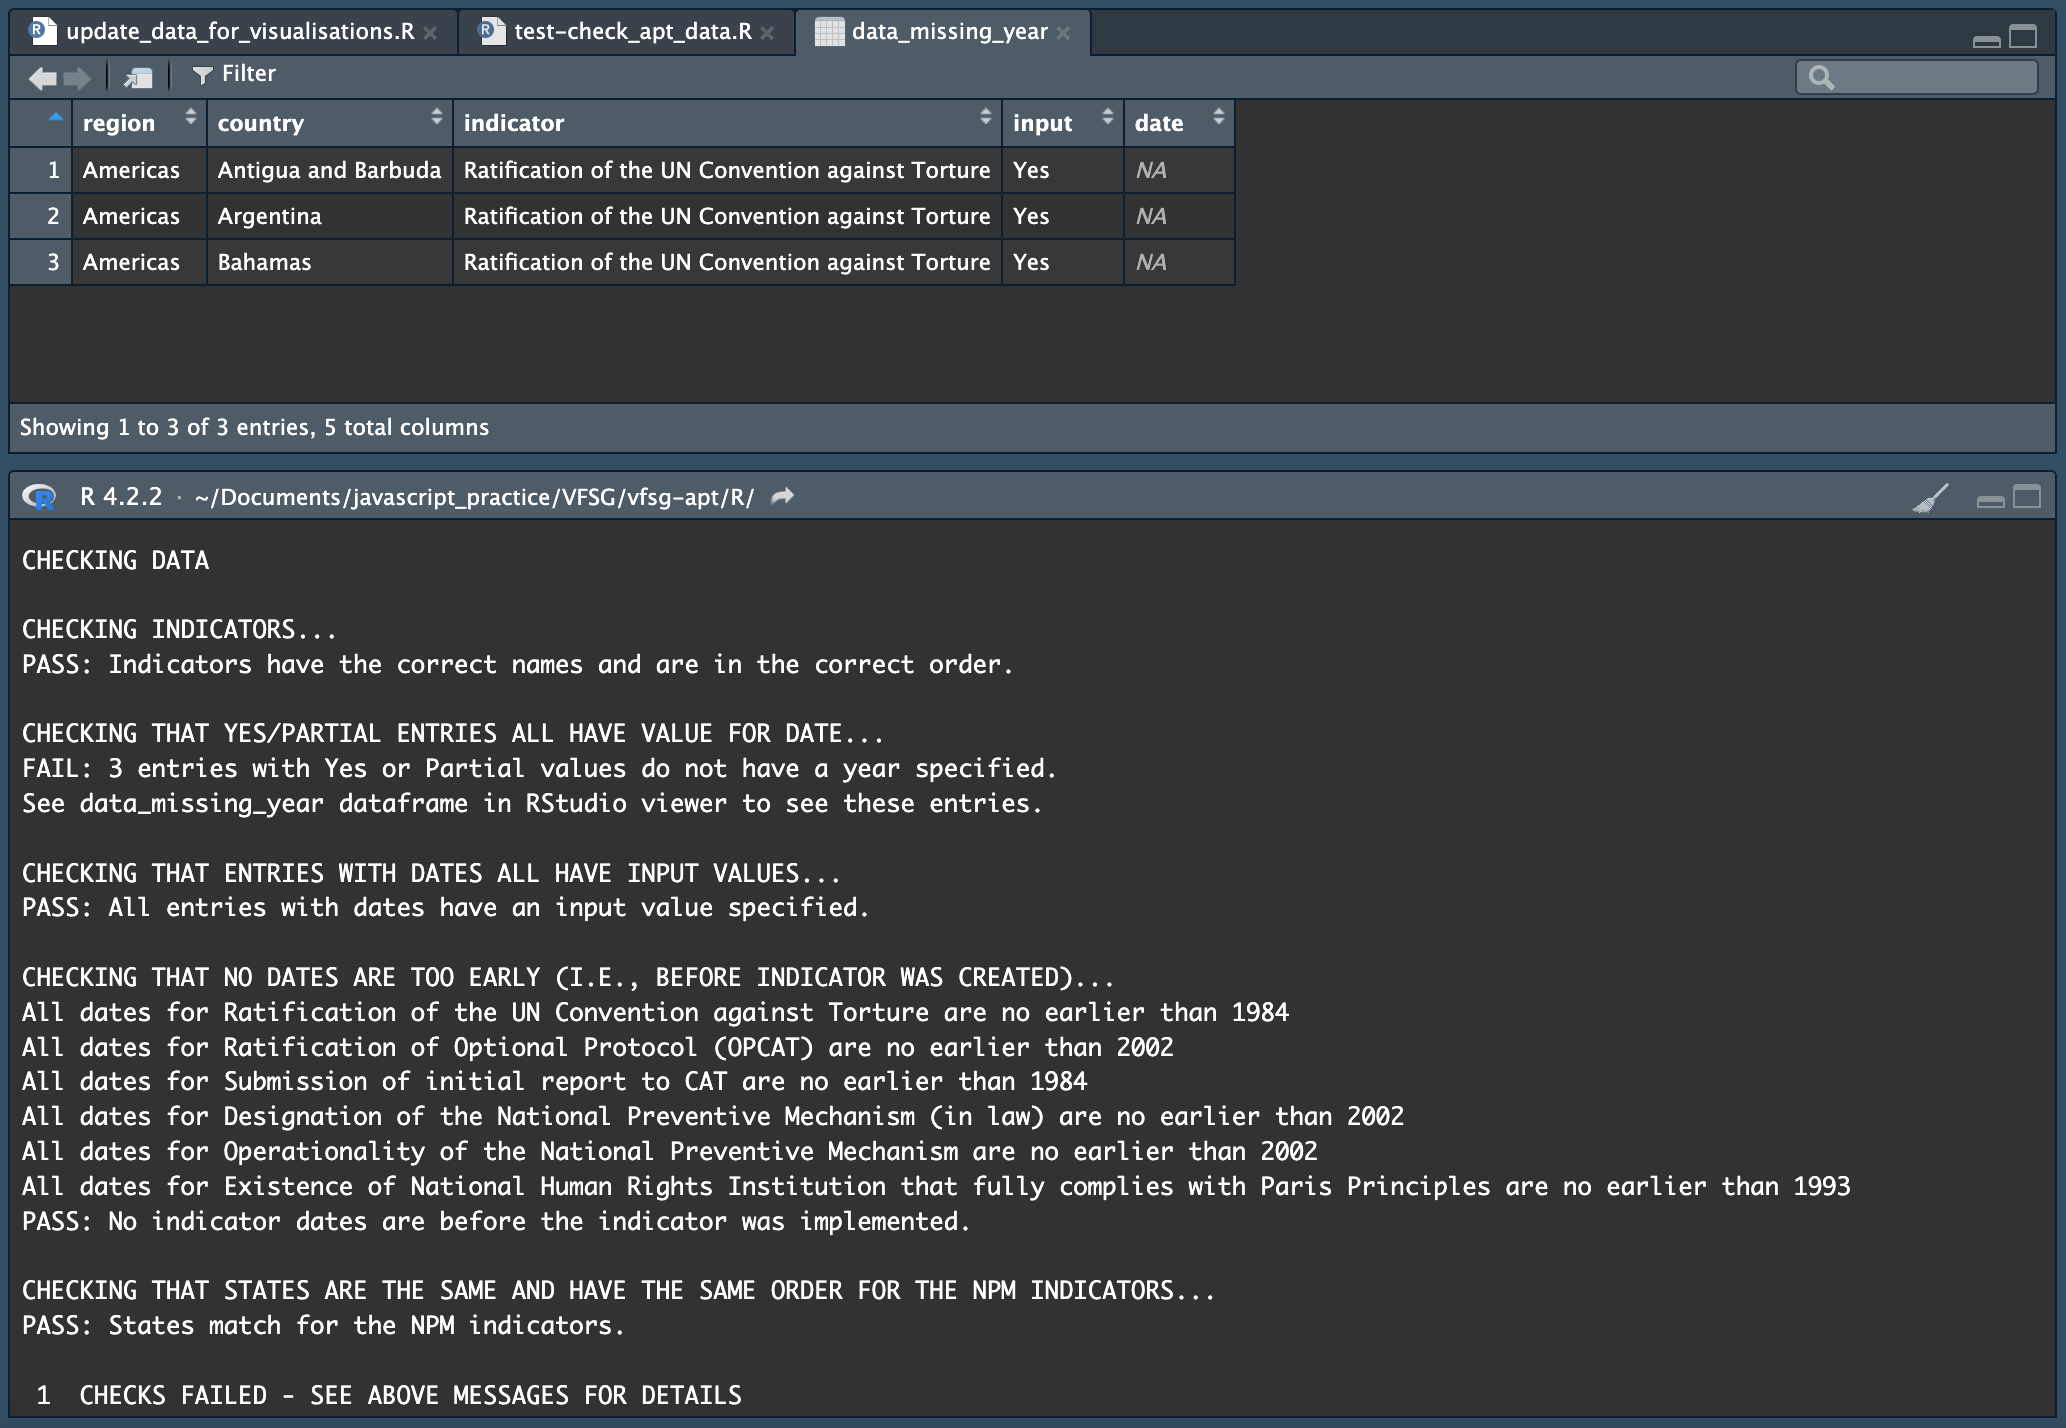 update_data_for_visualisations.R test-check_apt_data.R data_missing_year
Filter
region country indicator input date
1 Americas Antigua and Barbuda Ratification of the UN Convention against Torture Yes NA
2 Americas Argentina Ratification of the UN Convention against Torture Yes NA
3 Americas Bahamas Ratification of the UN Convention against Torture Yes NA
Showing 1 to 3 of 3 entries, 5 total columns
R 4.2.2 · ~/Documents/javascript_practice/VFSG/vfsg-apt/R/
CHECKING DATA
CHECKING INDICATORS...
PASS: Indicators have the correct names and are in the correct order.
CHECKING THAT YES/PARTIAL ENTRIES ALL HAVE VALUE FOR DATE...
FAIL: 3 entries with Yes or Partial values do not have a year specified.
See data_missing_year dataframe in RStudio viewer to see these entries.
CHECKING THAT ENTRIES WITH DATES ALL HAVE INPUT VALUES...
PASS: All entries with dates have an input value specified.
CHECKING THAT NO DATES ARE TOO EARLY (I.E., BEFORE INDICATOR WAS CREATED)...
All dates for Ratification of the UN Convention against Torture are no earlier than 1984
All dates for Ratification of Optional Protocol (OPCAT) are no earlier than 2002
All dates for Submission of initial report to CAT are no earlier than 1984
All dates for Designation of the National Preventive Mechanism (in law) are no earlier than 2002
All dates for Operationality of the National Preventive Mechanism are no earlier than 2002
All dates for Existence of National Human Rights Institution that fully complies with Paris Principles are no earlier than 1993
PASS: No indicator dates are before the indicator was implemented.
CHECKING THAT STATES ARE THE SAME AND HAVE THE SAME ORDER FOR THE NPM INDICATORS...
PASS: States match for the NPM indicators.
1 CHECKS FAILED - SEE ABOVE MESSAGES FOR DETAILS